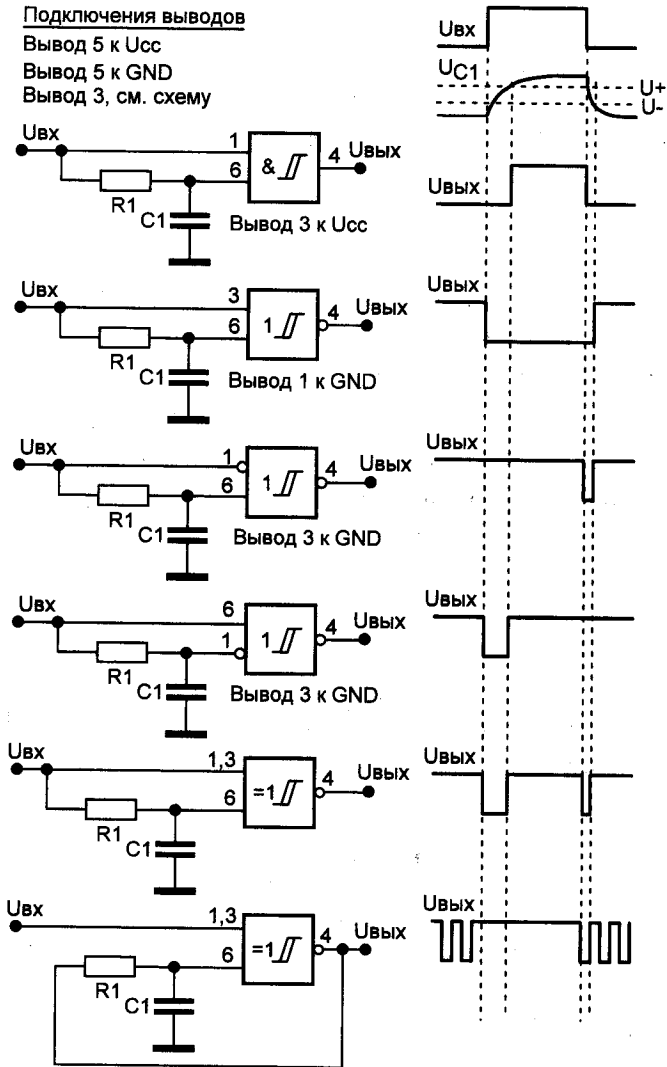 Подключения выводов
Вывод 5 к Uсс
Вывод 5 к GND
Вывод 3, см. схему
Uвх
UC1
U+
U-
Uвх
1
6
&
4
Uвых
R1
C1
Вывод 3 к Uсс
Uвых
Uвх
3
6
1
4
Uвых
R1
C1
Вывод 1 к GND
Uвых
Uвх
1
6
1
4
Uвых
R1
C1
Вывод 3 к GND
Uвых
Uвх
6
1
1
4
Uвых
R1
C1
Вывод 3 к GND
Uвых
Uвх
1,3
6
=1
4
Uвых
R1
C1
Uвых
Uвх
1,3
6
=1
4
Uвых
R1
C1
Uвых